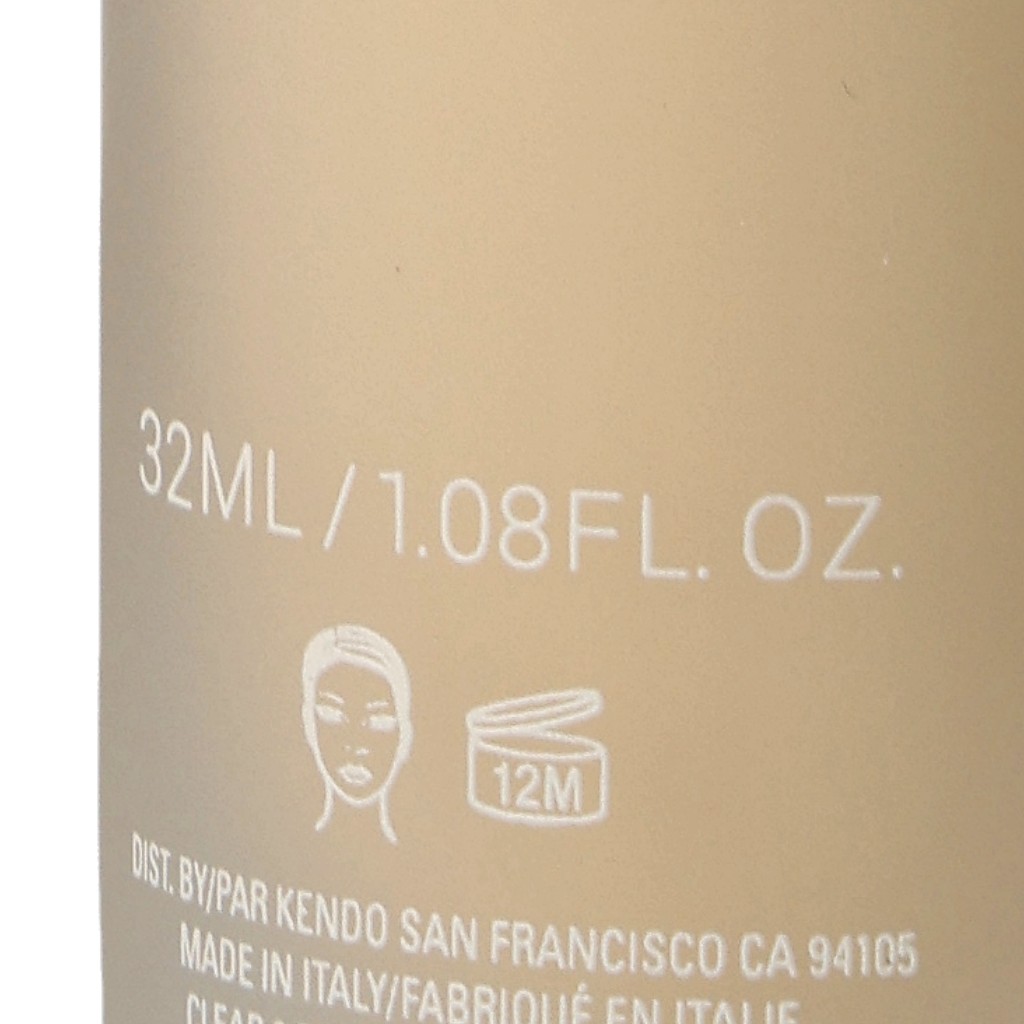 32ML / 1.08FL. OZ.
12M
DIST. BY/PAR KENDO SAN FRANCISCO CA 94105
MADE IN ITALY/FABRIQUÉ EN ITALIE
CLEAR